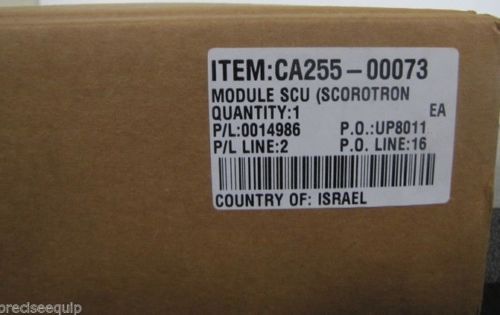 ITEM:CA255-00073
MODULE SCU (SCOROTRON
QUANTITY:1 EA
P/L:0014986 P.O.:UP8011
P/L LINE:2 P.O. LINE:16
COUNTRY OF: ISRAEL
preciseequip